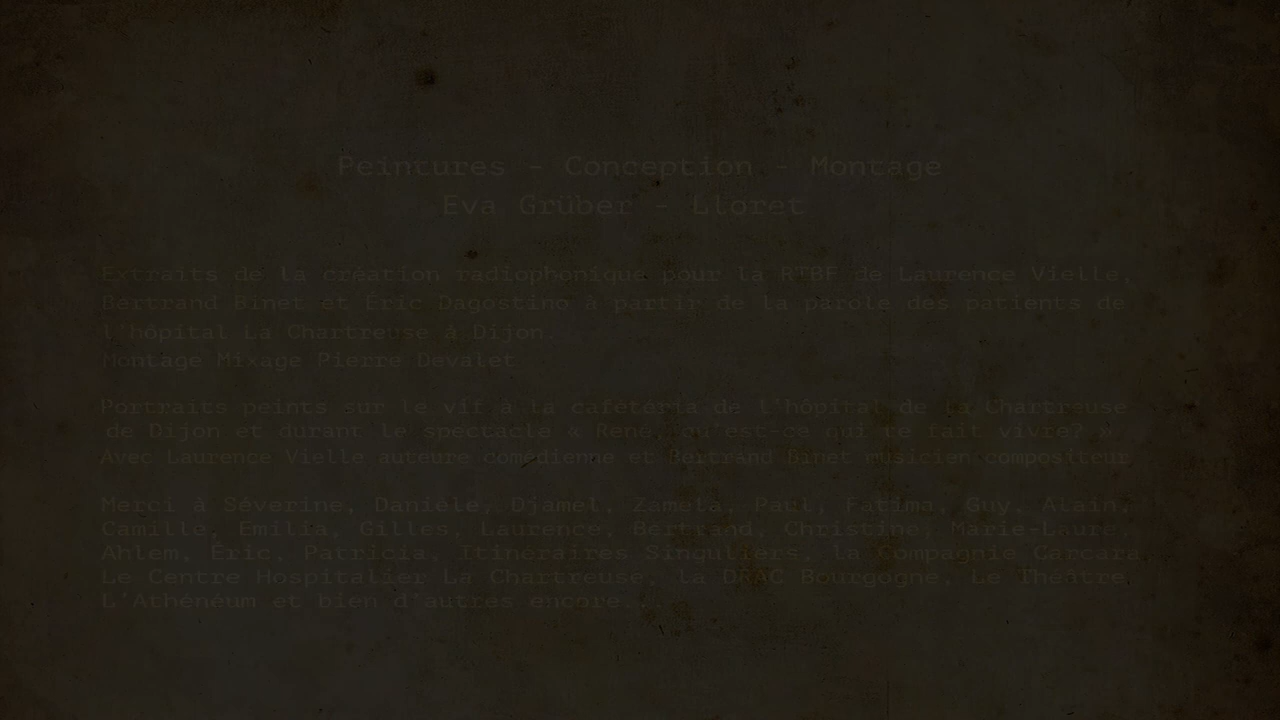 Peintures - Conception - Montage
Eva Grüber - Lloret
Extraits de la création radiophonique pour la RTBF de Laurence Vielle,
Bertrand Binet et Éric Dagostino à partir de la parole des patients de
l'hôpital La Chartreuse à Dijon.
Montage Mixage Pierre Devalet
Portraits peints sur le vif a la cafétoria de l'hôpital de la Chartreuse
de Dijon et durant le spectacle « René, qu'est-ce qui te fait vivre? »
Avec Laurence Vielle auteure comédienne et Bertrand Binet musicien compositeur
Merci à Séverine, Danièle, Djamel, Zameta, Paul, Fatima, Guy, Alain,
Camille, Emilia, Gilles, Laurence, Bertrand, Christine, Marie-Laure,
Ahlem, Éric, Patricia, Itinéraires Singuliers, la Compagnie Carcara
Le Centre Hospitalier La Chartreuse, la DRAC Bourgogne, Le Théâtre
L'Athénéum et bien d'autres encore...